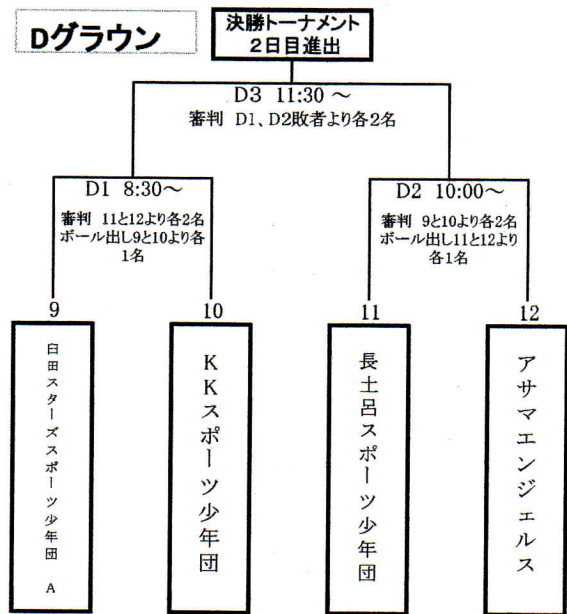 Dグラウン
決勝トーナメント
2日目進出
D3 11:30 ～
審判 D1、D2敗者より各2名
D1 8:30～
審判 11と12より各2名
ボール出し9と10より各
1名
D2 10:00～
審判 9と10より各2名
ボール出し11と12より
各1名
9
10
11
12
臼田スターズスポーツ少年団 A
KKスポーツ少年団
長土呂スポーツ少年団
アサマエンジェルス